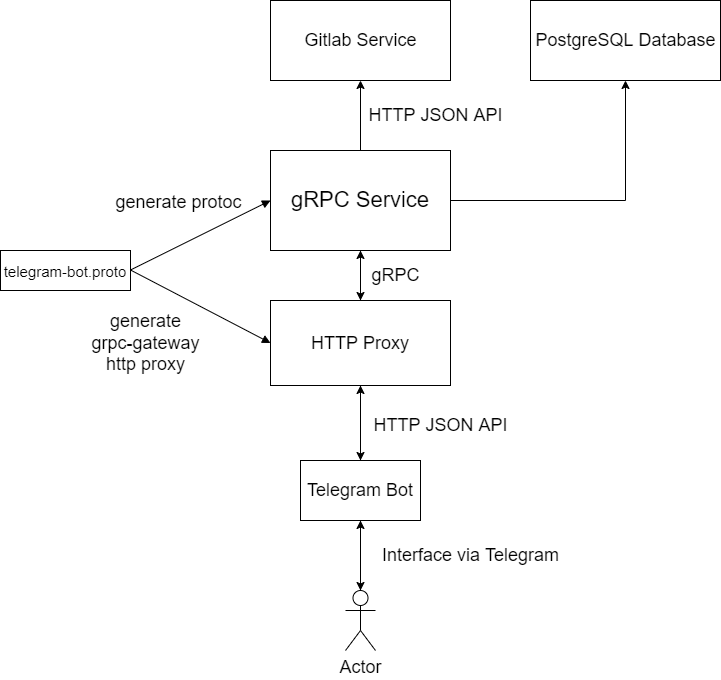 Gitlab Service
PostgreSQL Database
HTTP JSON API
generate protoc
gRPC Service
telegram-bot.proto
gRPC
generate
grpc-gateway
http proxy
HTTP Proxy
HTTP JSON API
Telegram Bot
Interface via Telegram
Actor